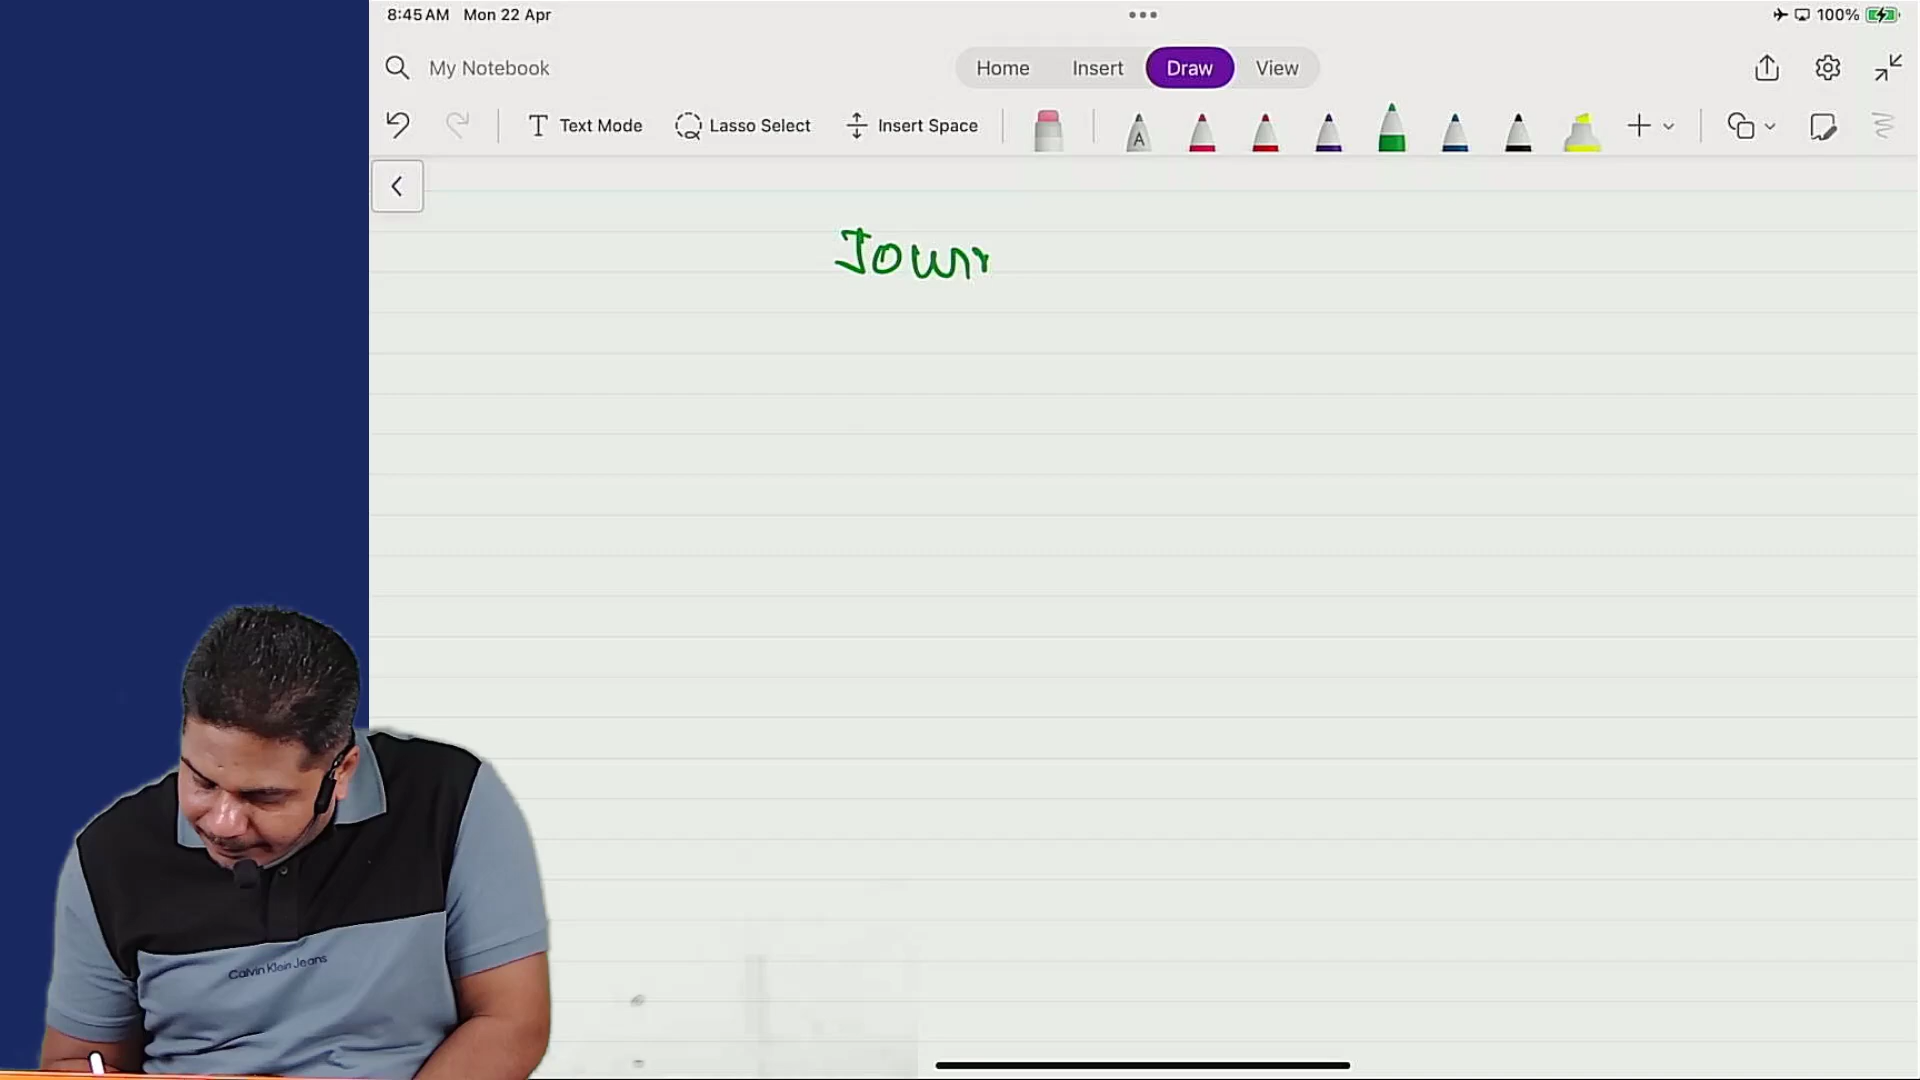 8:45 AM Mon 22 Apr
100%
My Notebook
Home Insert Draw View
Text Mode Lasso Select Insert Space
A
Journ
Calvin Klein Jeans